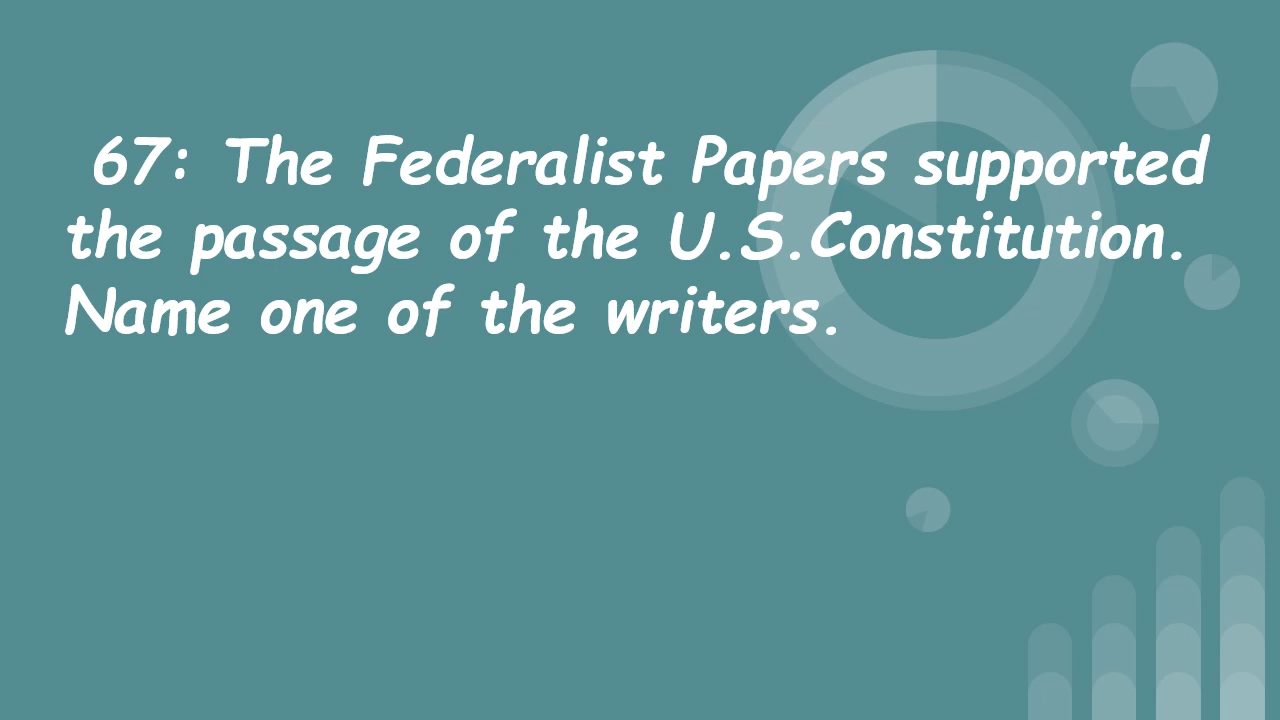 67: The Federalist Papers supported
the passage of the U.S.Constitution.
Name one of the writers.